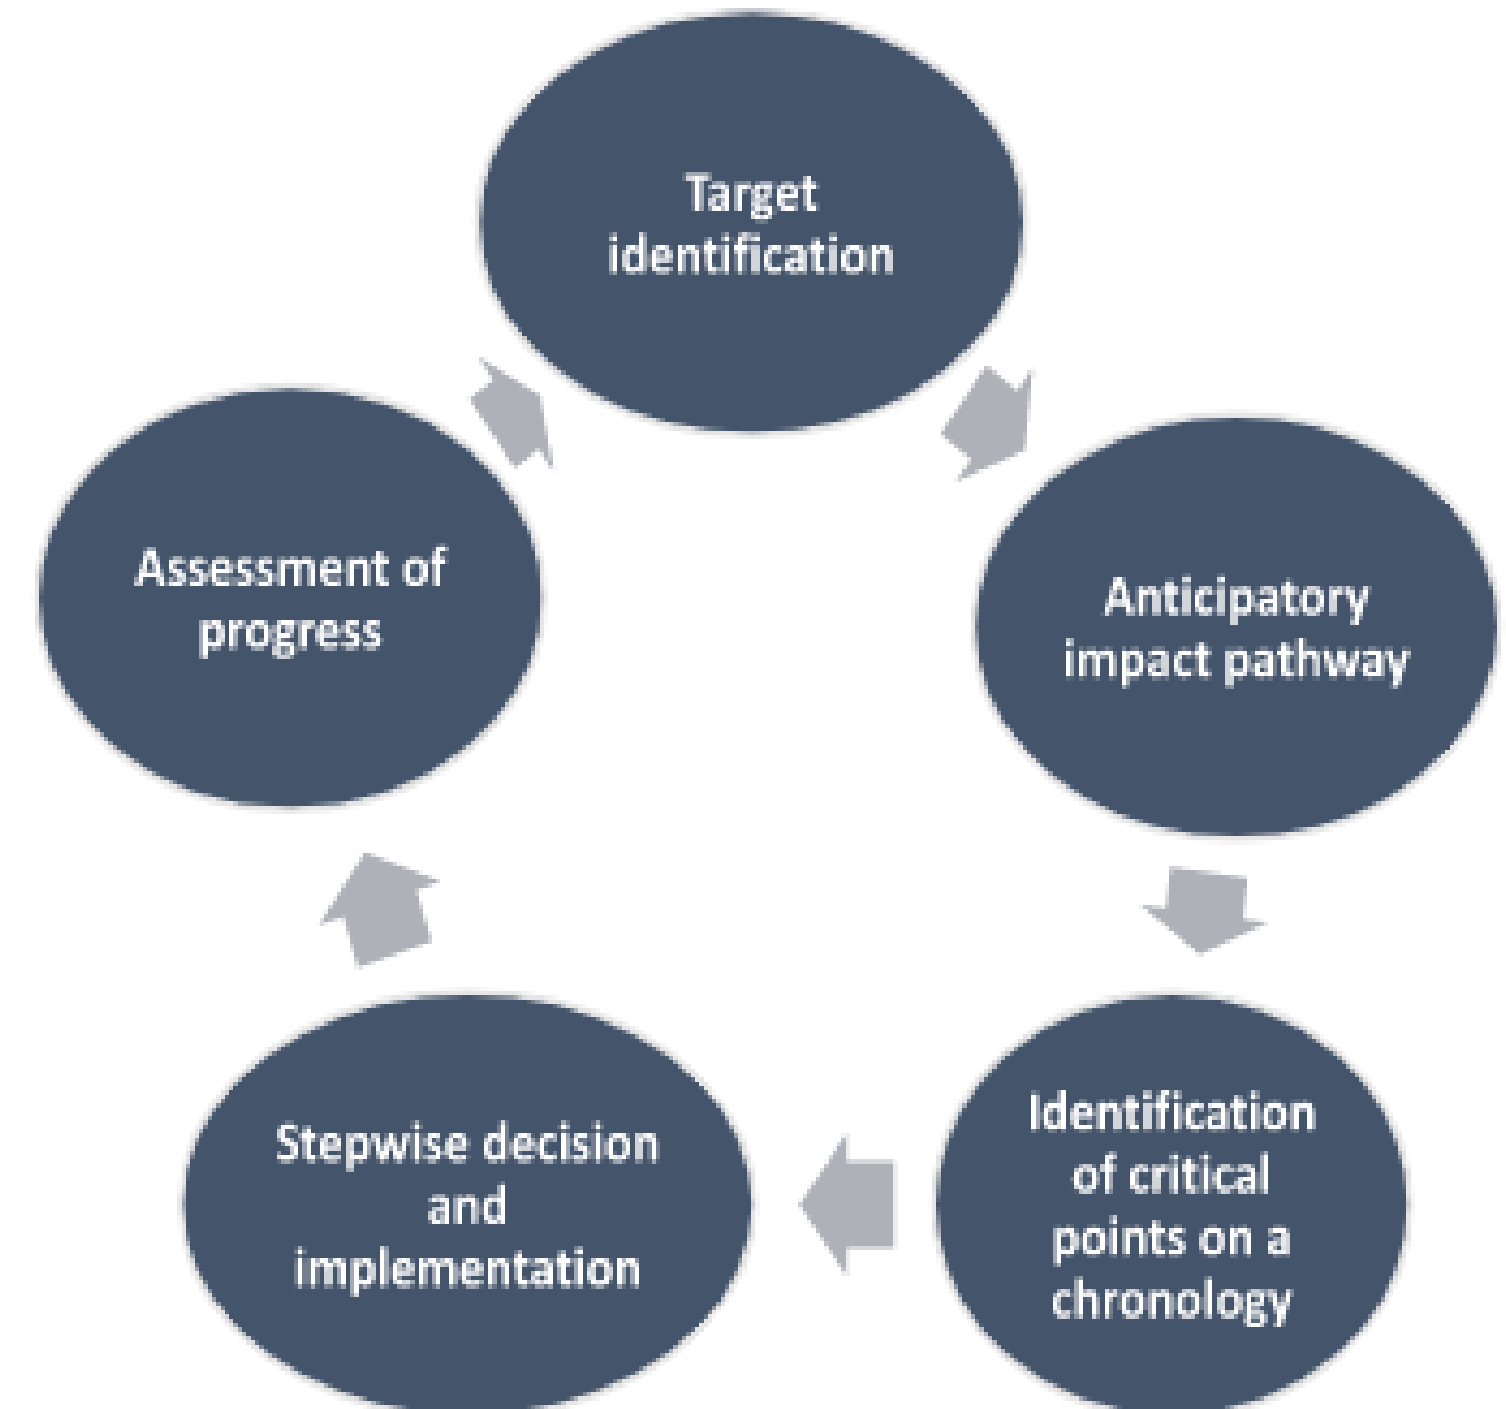 Target
identification
Anticipatory
impact pathway
Identification
of critical
points on a
chronology
Stepwise decision
and
implementation
Assessment of
progress